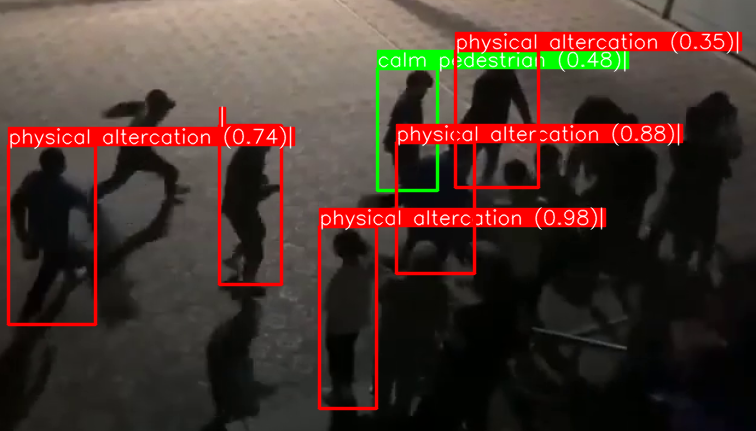 physical altercation (0.35)|
calm pedestrian (0.48)|
|
physical altercation (0.88)|
physical altercation (0.74)|
physical altercation (0.98)|